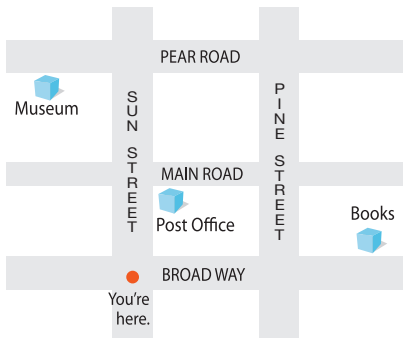 PEAR ROAD
SUN STREET
PINE STREET
Museum
MAIN ROAD
Post Office
Books
BROAD WAY
You're
here.